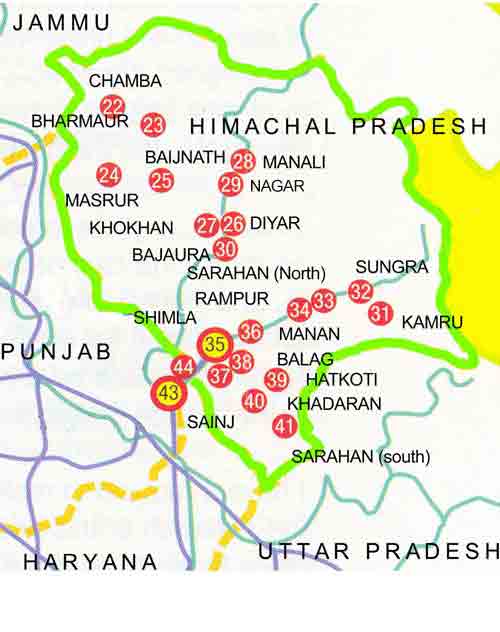 JAMMU
CHAMBA
22
BHARMAUR 23
HIMACHAL PRADESH
BAIJNATH 28 MANALI
24 25 29 NAGAR
MASRUR
KHOKHAN 27 26 DIYAR
BAJAURA 30
SARAHAN (North) SUNGRA
RAMPUR 34 33 32
SHIMLA 31 KAMRU
36 MANAN
PUNJAB 35
44 37 38 BALAG
43 39 HATKOTI
40 KHADARAN
SAINJ 41
SARAHAN (south)
HARYANA UTTAR PRADESH